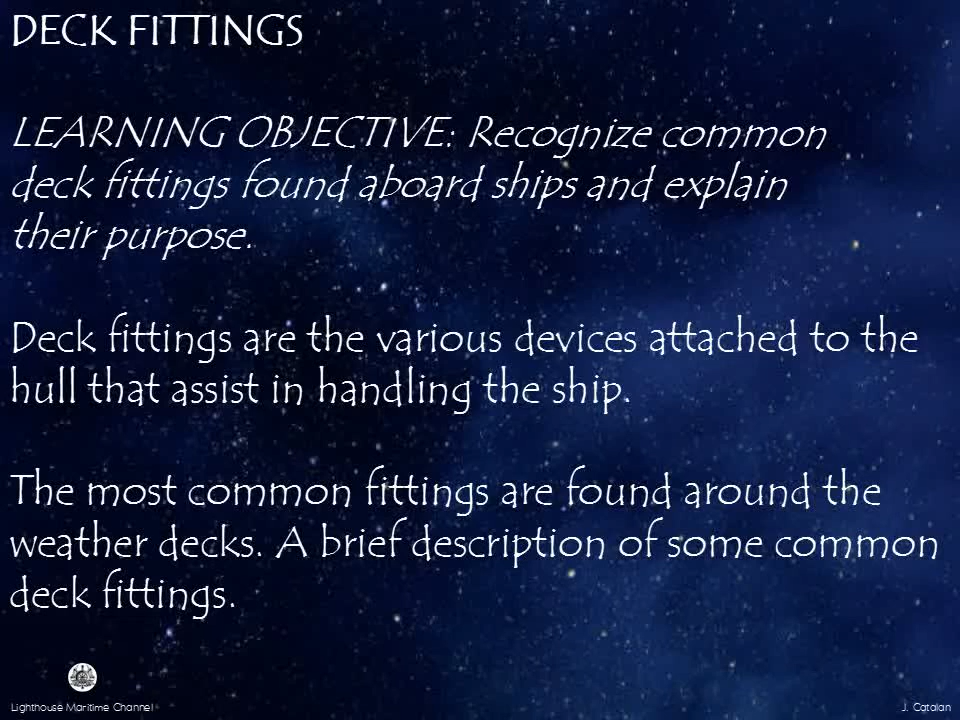 DECK FITTINGS
LEARNING OBJECTIVE: Recognize common
deck fittings found aboard ships and explain
their purpose.
Deck fittings are the various devices attached to the
hull that assist in handling the ship.
The most common fittings are found around the
weather decks. A brief description of some common
deck fittings.
Lighthouse Maritime Channel
J. Catalan